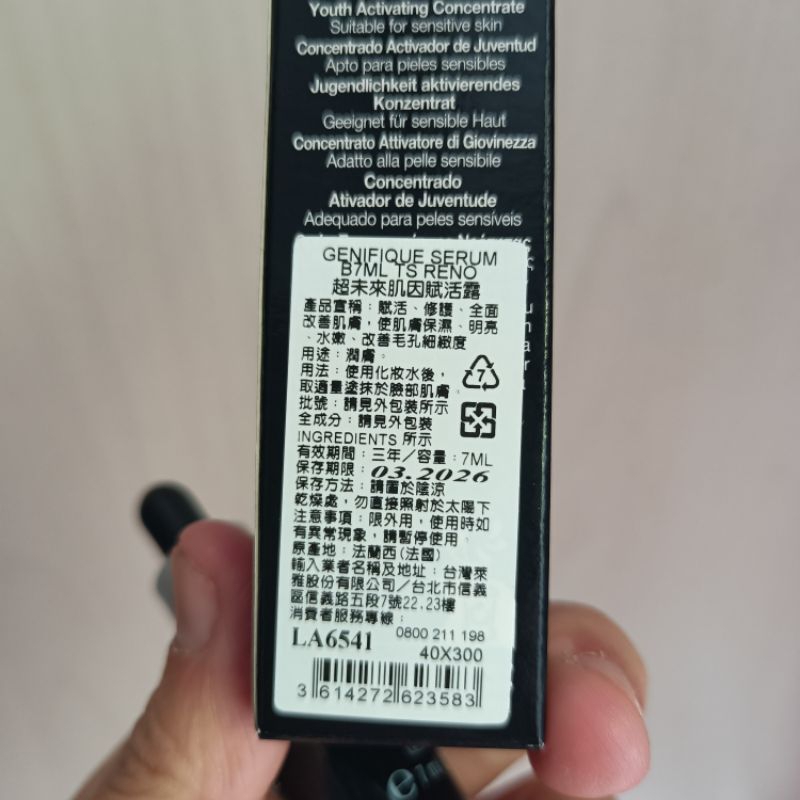 Youth Activating Concentrate
Suitable for sensitive skin
Concentrado Activador de Juventud
Apto para pieles sensibles
Jugendlichkeit aktivierendes
Konzentrat
Geeignet für sensible Haut
Concentrato Attivatore di Giovinezza
Adatto alla pelle sensibile
Concentrado
Ativador de Juventude
Adequado para peles sensíveis
GENIFIQUE SERUM
B7ML TS RENO
超未來肌因賦活露
產品宣稱：賦活、修護、全面
改善肌膚，使肌膚保濕、明亮
、水嫩、改善毛孔細緻度
用途：潤膚。
用法：使用化妝水後，
取適量塗抹於臉部肌膚。
7
批號：請見外包裝所示
全成分：請見外包裝
INGREDIENTS 所示
有效期間：三年／容量：7ML
保存期限：03.2026
保存方法：請置於陰涼
乾燥處，勿直接照射於太陽下
注意事項：限外用，使用時如
有異常現象，請暫停使用。
原產地：法蘭西(法國)
輸入業者名稱及地址：台灣萊
雅股份有限公司／台北市信義
區信義路五段7號22.23樓
消費者服務專線：
LA6541 0800 211 198
40X300
3 614272 623583